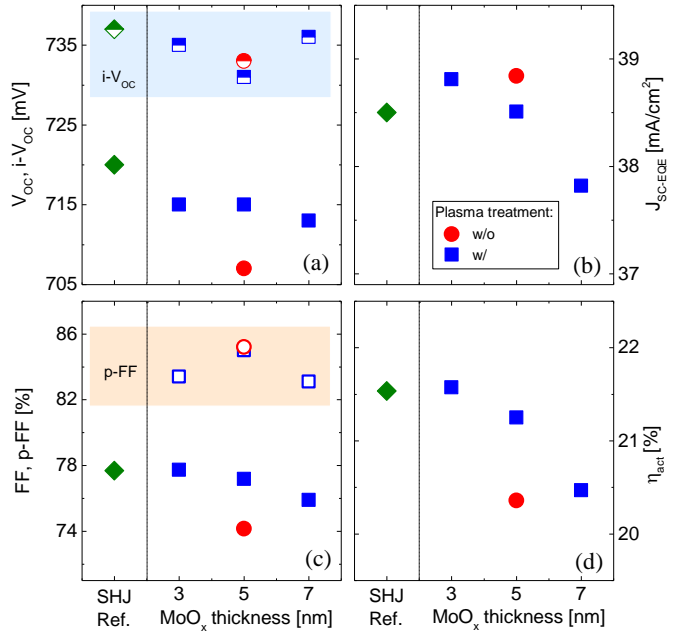 735
725
715
705
V_OC, i-V_OC [mV]
i-V_OC
(a)
39
38
37
J_SC-EQE [mA/cm²]
Plasma treatment:
w/o
w/
(b)
86
82
78
74
FF, p-FF [%]
p-FF
(c)
22
21
20
η_act [%]
(d)
SHJ
Ref.
3
5
7
MoO_x thickness [nm]
SHJ
Ref.
3
5
7
MoO_x thickness [nm]